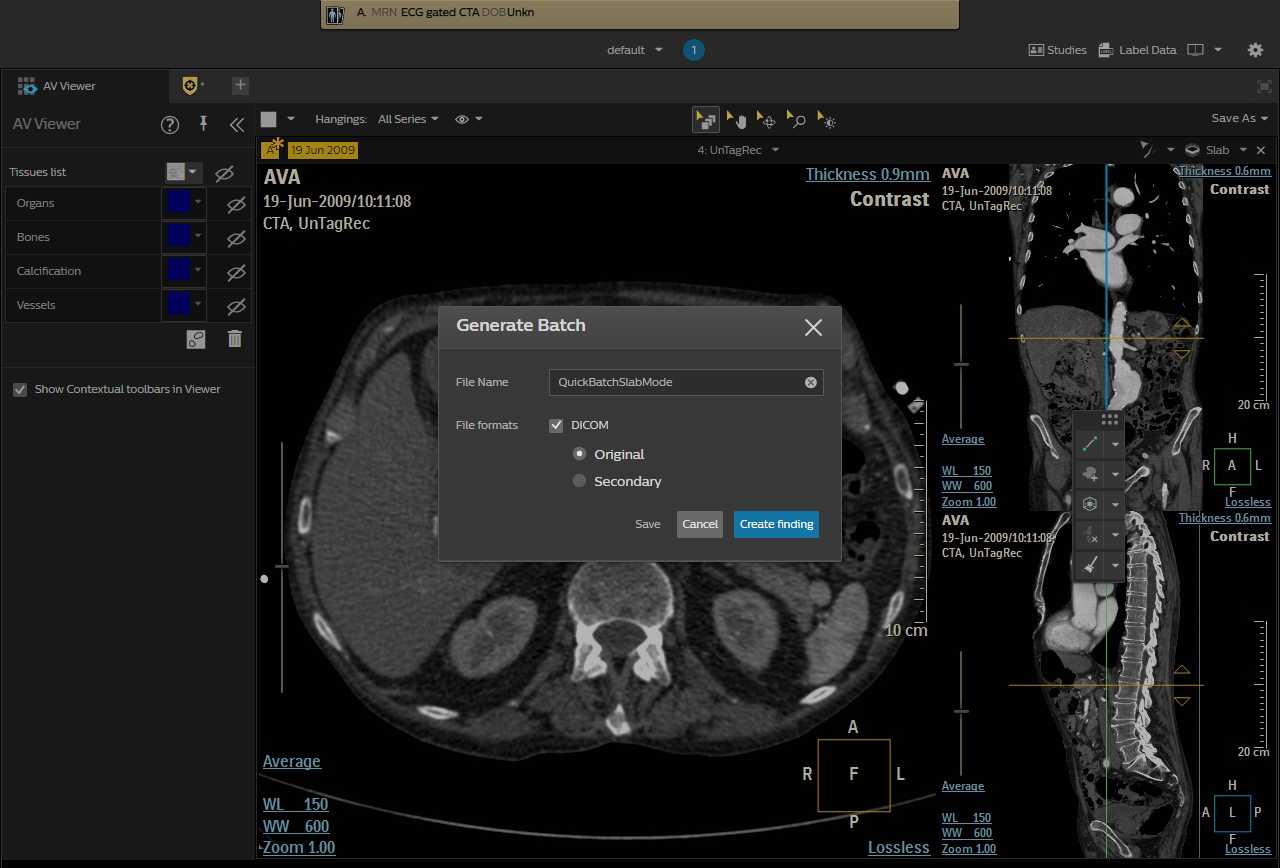 A. MRN ECG gated CTA DOB Unkn
default
1
Studies
Label Data
AV Viewer
AV Viewer
Hangings: All Series
Save As
A
19 Jun 2009
4: UnTagRec
Slab
Tissues list
Organs
Bones
Calcification
Vessels
Show Contextual toolbars in Viewer
AVA
19-Jun-2009/10:11:08
CTA, UnTagRec
Thickness 0.9mm
Contrast
10 cm
Average
WL 150
WW 600
Zoom 1.00
A
R F L
P
Lossless
Generate Batch
File Name QuickBatchSlabMode
File formats DICOM
Original
Secondary
Save Cancel Create finding
AVA
19-Jun-2009/10:11:08
CTA, UnTagRec
Thickness 0.6mm
Contrast
20 cm
Average
WL 150
WW 600
Zoom 1.00
H
R A L
F
Lossless
AVA
19-Jun-2009/10:11:08
CTA, UnTagRec
Thickness 0.6mm
Contrast
20 cm
Average
WL 150
WW 600
Zoom 1.00
H
A L P
F
Lossless